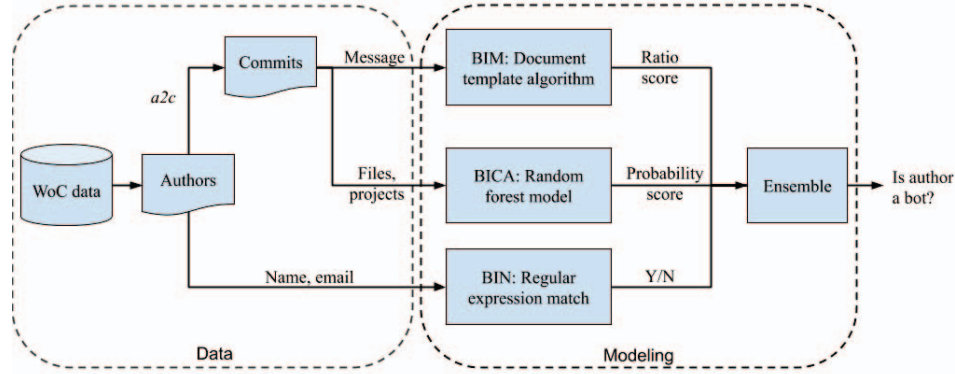 Commits
Message
BIM: Document
template algorithm
Ratio
score
a2c
WoC data
Authors
Files,
projects
BICA: Random
forest model
Probability
score
Ensemble
Is author
a bot?
Name, email
BIN: Regular
expression match
Y/N
Data
Modeling